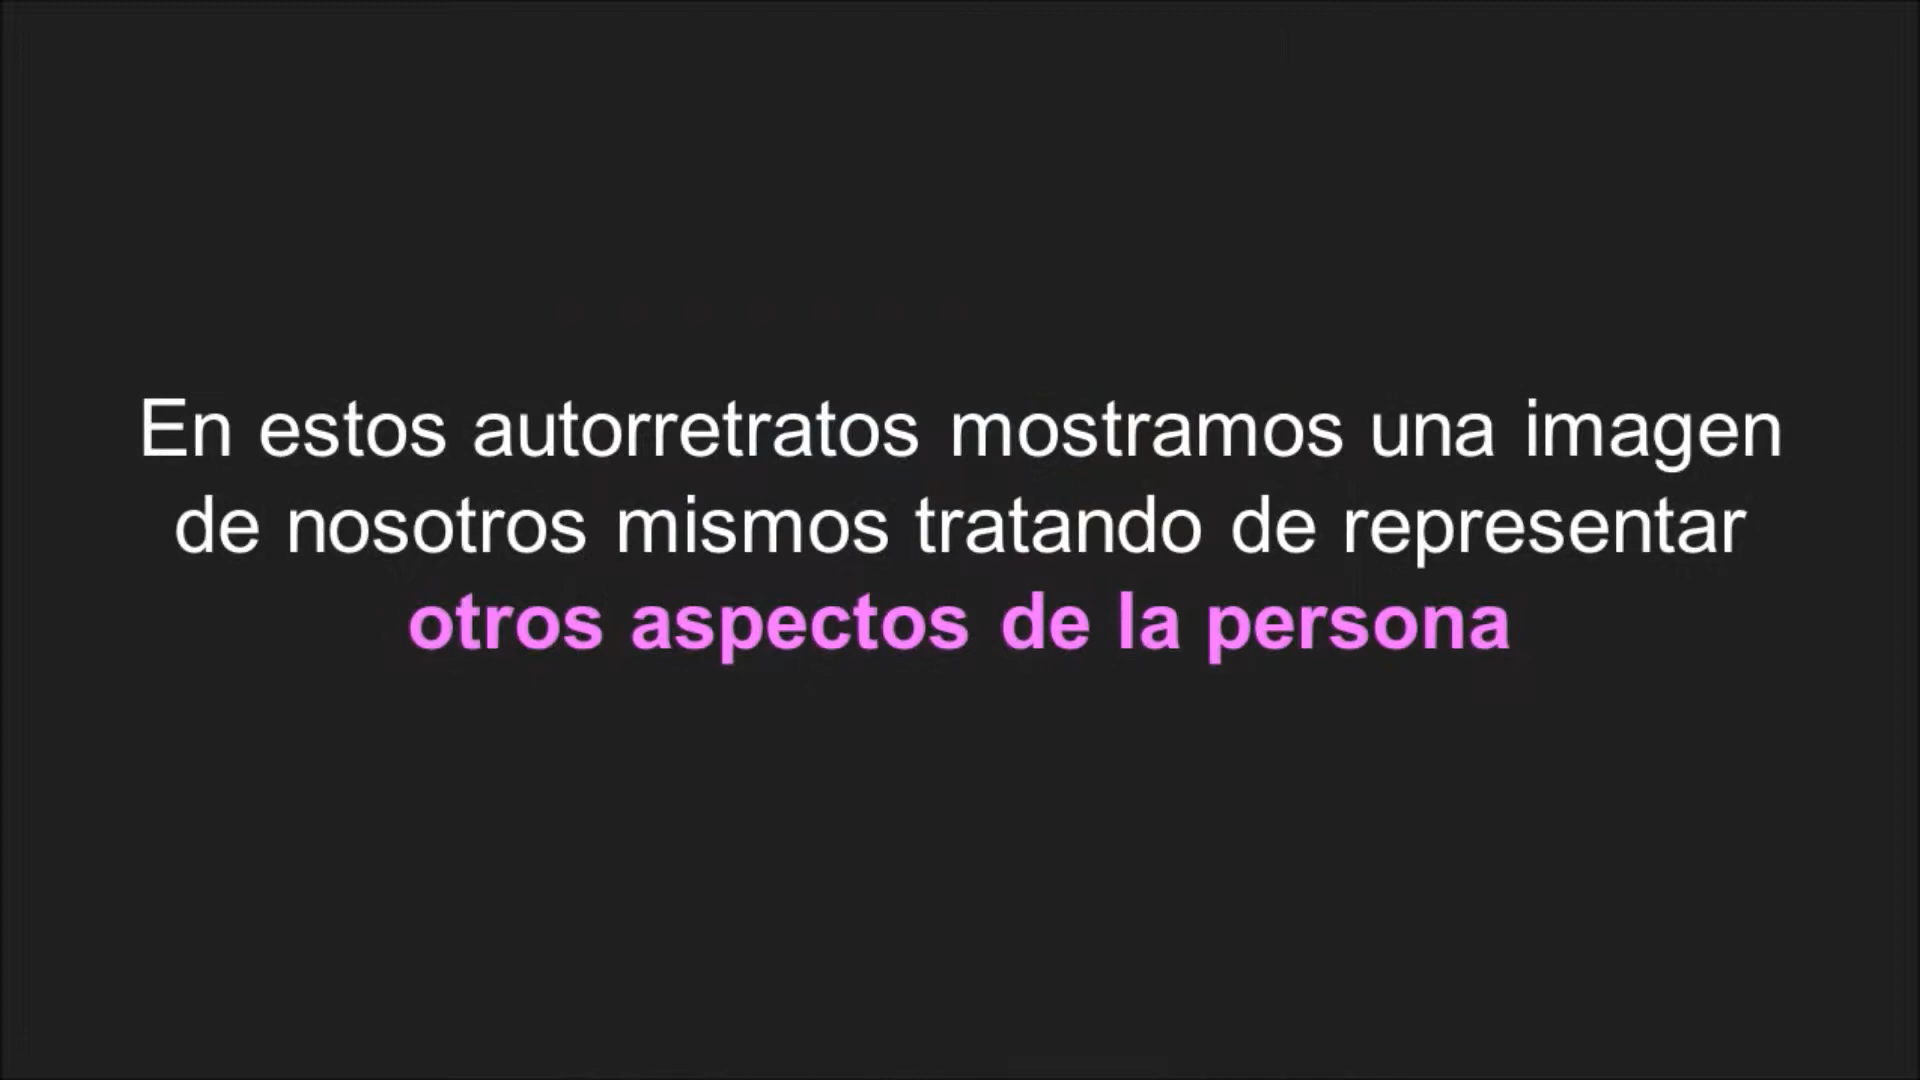 En estos autorretratos mostramos una imagen
de nosotros mismos tratando de representar
otros aspectos de la persona